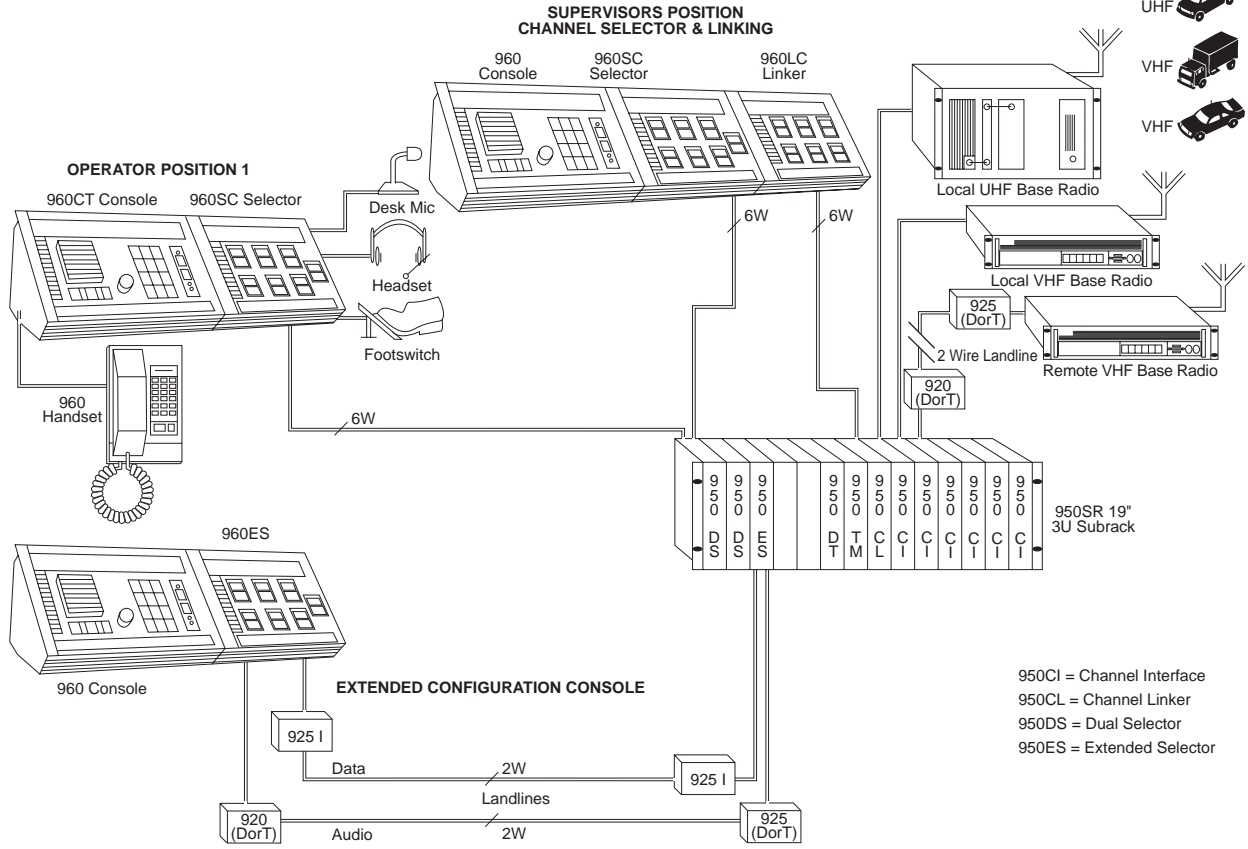 SUPERVISORS POSITION
CHANNEL SELECTOR & LINKING
960
Console
960SC
Selector
960LC
Linker
UHF
VHF
VHF
Local UHF Base Radio
OPERATOR POSITION 1
960CT Console
960SC Selector
Desk Mic
Headset
Footswitch
6W
6W
Local VHF Base Radio
925
(DorT)
2 Wire Landline
Remote VHF Base Radio
920
(DorT)
960
Handset
6W
950 DS
950 DS
950 ES
950 DT
950 TM
950 CL
950 CI
950 CI
950 CI
950 CI
950 CI
950 CI
950SR 19"
3U Subrack
960ES
960 Console
EXTENDED CONFIGURATION CONSOLE
925 I
Data
2W
925 I
Landlines
920
(DorT)
Audio
2W
925
(DorT)
950CI = Channel Interface
950CL = Channel Linker
950DS = Dual Selector
950ES = Extended Selector